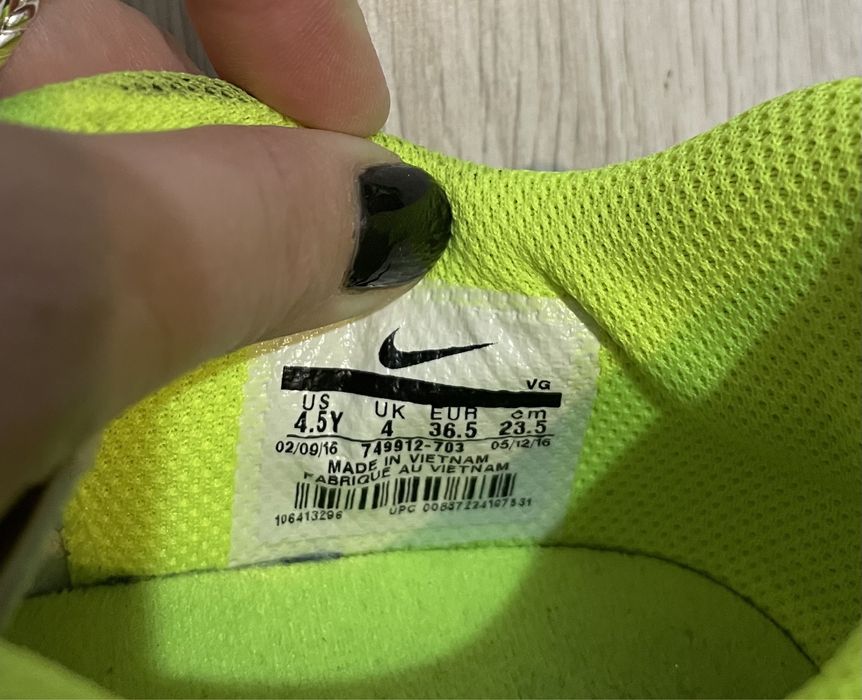 VG
US UK EUR cm
4.5Y 4 36.5 23.5
02/09/16 749912-703 05/12/16
MADE IN VIETNAM
FABRIQUE AU VIETNAM
106413296 UPC